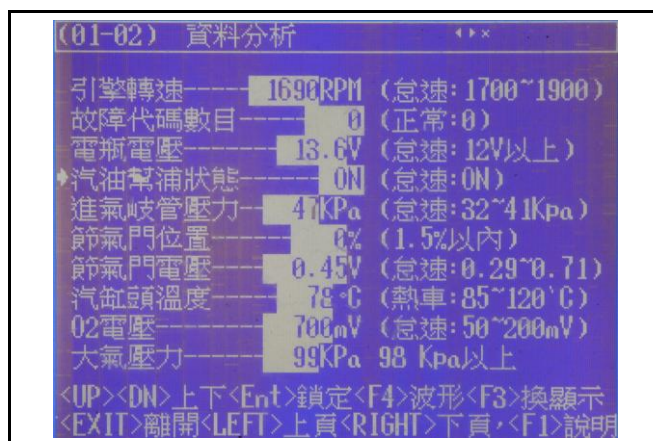 (01-02) 資料分析
引擎轉速------ 1690RPM (怠速:1700~1900)
故障代碼數目---- 0 (正常:0)
電瓶電壓------- 13.6V (怠速:12V以上)
汽油幫浦狀態----- ON (怠速:ON)
進氣岐管壓力---- 47KPa (怠速:32~41Kpa)
節氣門位置------ 0% (1.5%以內)
節氣門電壓----- 0.45V (怠速:0.29~0.71)
汽缸頭溫度---- 78°C (熱車:85~120`C)
O2電壓-------- 700mV (怠速:50~200mV)
大氣壓力------- 99KPa 98 Kpa以上
<UP><DN>上下<Ent>鎖定<F4>波形<F3>換顯示
<EXIT>離開<LEFT>上頁<RIGHT>下頁,<F1>說明